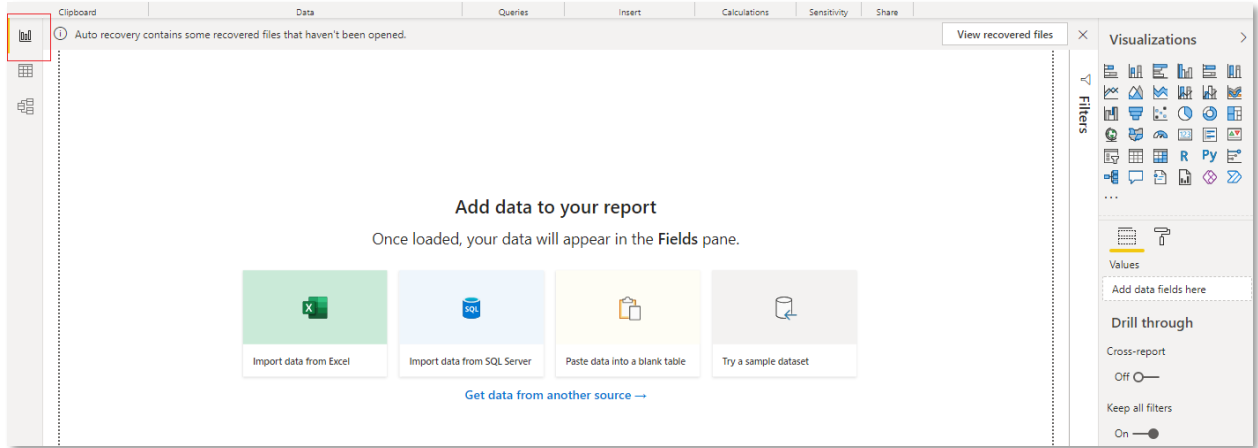 Clipboard
Data
Queries
Insert
Calculations
Sensitivity
Share
Auto recovery contains some recovered files that haven't been opened.
View recovered files
Visualizations
Filters
123
R
Py
Add data to your report
Once loaded, your data will appear in the Fields pane.
SQL
Import data from Excel
Import data from SQL Server
Paste data into a blank table
Try a sample dataset
Get data from another source →
...
Values
Add data fields here
Drill through
Cross-report
Off
Keep all filters
On